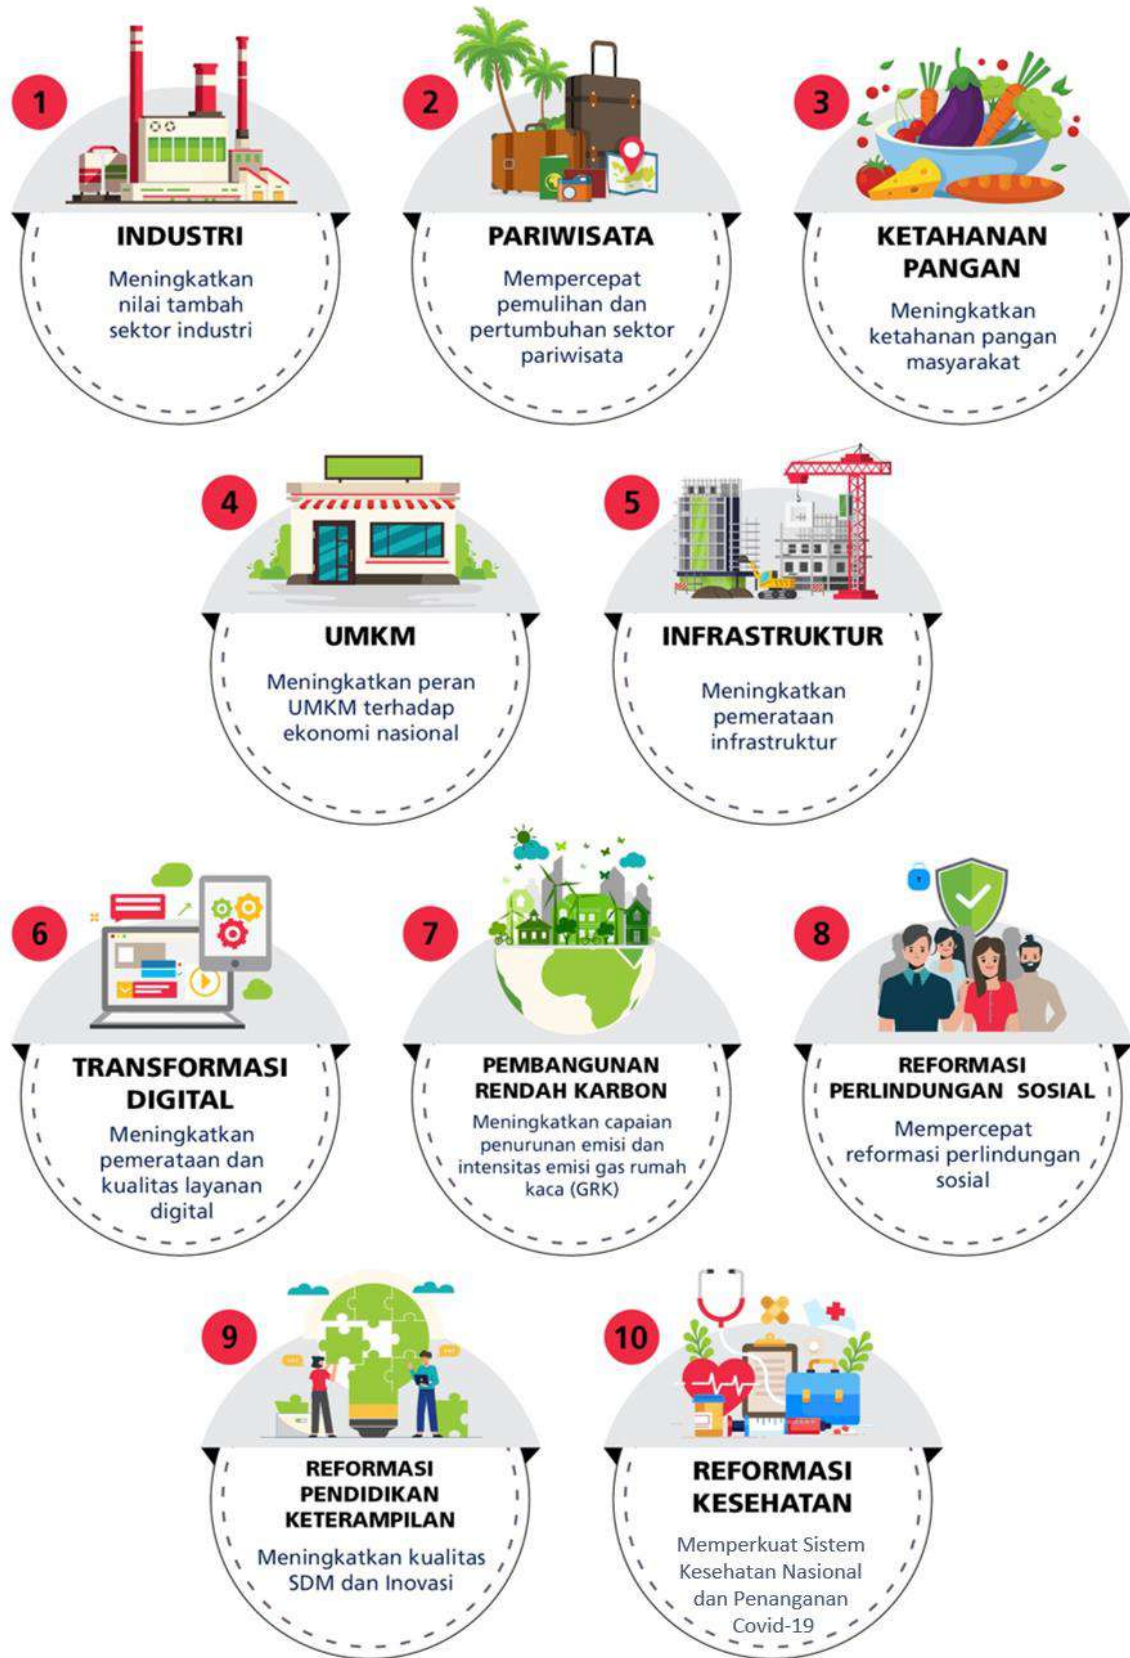 1
INDUSTRI
Meningkatkan
nilai tambah
sektor industri
2
PARIWISATA
Mempercepat
pemulihan dan
pertumbuhan sektor
pariwisata
3
KETAHANAN
PANGAN
Meningkatkan
ketahanan pangan
masyarakat
4
UMKM
Meningkatkan peran
UMKM terhadap
ekonomi nasional
5
INFRASTRUKTUR
Meningkatkan
pemerataan
infrastruktur
6
TRANSFORMASI
DIGITAL
Meningkatkan
pemerataan dan
kualitas layanan
digital
7
PEMBANGUNAN
RENDAH KARBON
Meningkatkan capaian
penurunan emisi dan
intensitas emisi gas rumah
kaca (GRK)
8
REFORMASI
PERLINDUNGAN SOSIAL
Mempercepat
reformasi perlindungan
sosial
9
REFORMASI
PENDIDIKAN
KETERAMPILAN
Meningkatkan kualitas
SDM dan Inovasi
10
REFORMASI
KESEHATAN
Memperkuat Sistem
Kesehatan Nasional
dan Penanganan
Covid-19